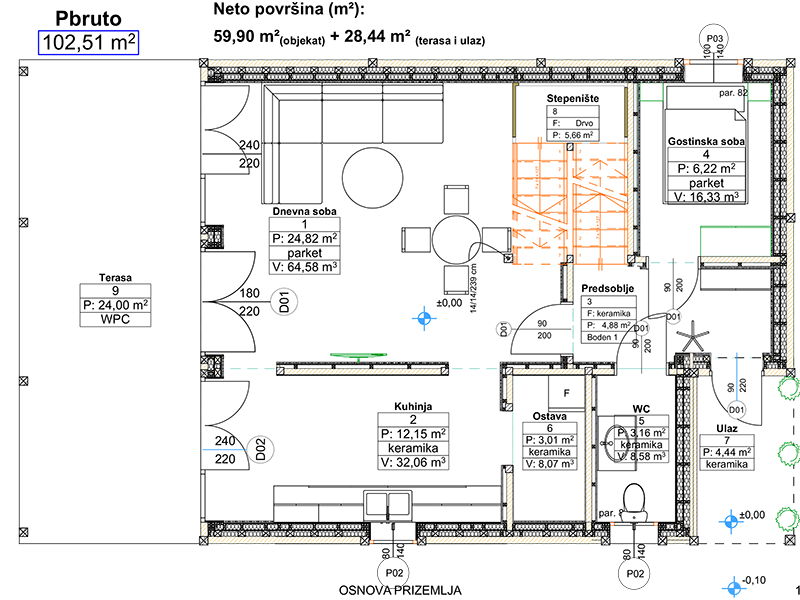 Pbruto
102,51 m²
Neto površina (m²):
59,90 m²(objekat) + 28,44 m² (terasa i ulaz)
P03
100
140
par. 82
Stepenište
8
F: Drvo
P: 5,66 m²
Gostinska soba
4
P: 6,22 m²
parket
V: 16,33 m³
240
220
Dnevna soba
1
P: 24,82 m²
parket
V: 64,58 m³
Terasa
9
P: 24,00 m²
WPC
180
220
D01
±0,00
14/14/239 cm
Predsoblje
3
F: keramika
P: 4,88 m²
Boden 1
90
200
D01
90
200
D01
90
200
D01
90
220
D01
Kuhinja
2
P: 12,15 m²
keramika
V: 32,06 m³
240
220
D02
F
Ostava
6
P: 3,01 m²
keramika
V: 8,07 m³
WC
5
P: 3,16 m²
keramika
V: 8,58 m³
par.
Ulaz
7
P: 4,44 m²
keramika
±0,00
80
140
P02
80
140
P02
-0,10
OSNOVA PRIZEMLJA
1